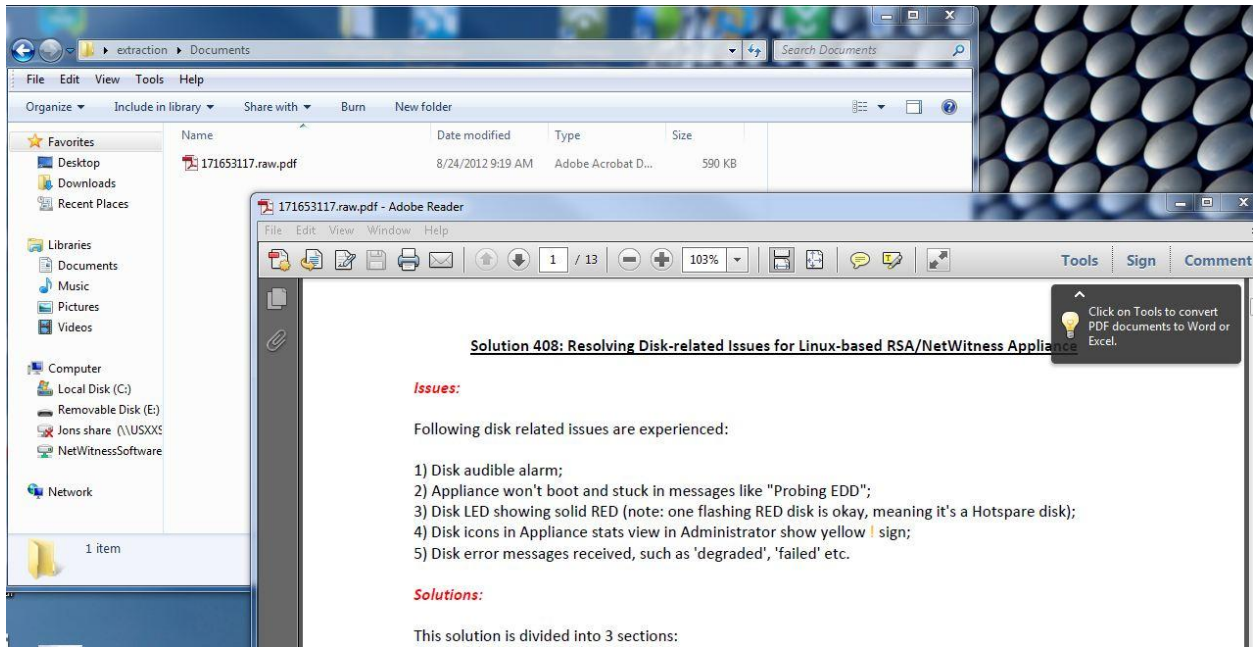 extraction ▸ Documents
Search Documents
File Edit View Tools Help
Organize Include in library Share with Burn New folder
Favorites
Desktop
Downloads
Recent Places
Libraries
Documents
Music
Pictures
Videos
Computer
Local Disk (C:)
Removable Disk (E:)
Jons share (\\USXXS
NetWitnessSoftware
Network
Name Date modified Type Size
171653117.raw.pdf 8/24/2012 9:19 AM Adobe Acrobat D... 590 KB
1 item
171653117.raw.pdf - Adobe Reader
File Edit View Window Help
1 / 13 103% Tools Sign Comment
Click on Tools to convert
PDF documents to Word or
Excel.
Solution 408: Resolving Disk-related Issues for Linux-based RSA/NetWitness Appliance
Issues:
Following disk related issues are experienced:
1) Disk audible alarm;
2) Appliance won't boot and stuck in messages like "Probing EDD";
3) Disk LED showing solid RED (note: one flashing RED disk is okay, meaning it's a Hotspare disk);
4) Disk icons in Appliance stats view in Administrator show yellow ! sign;
5) Disk error messages received, such as 'degraded', 'failed' etc.
Solutions:
This solution is divided into 3 sections: